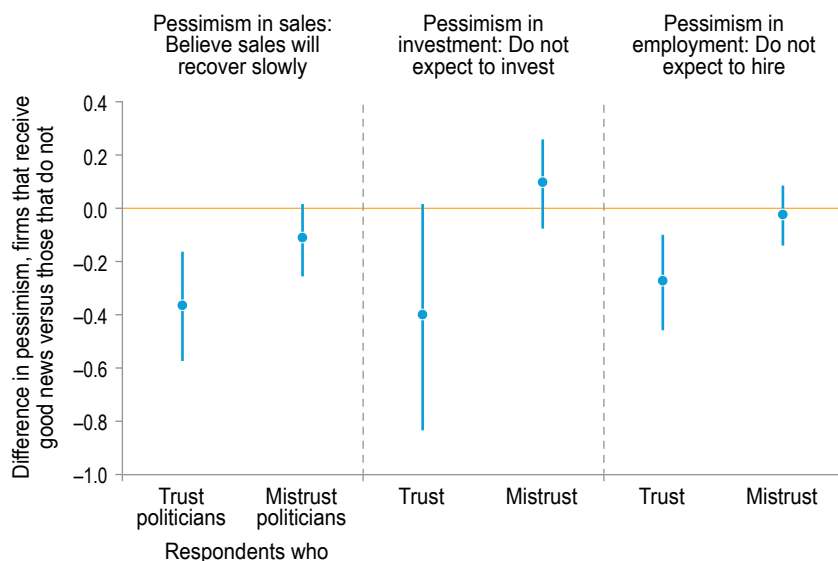 Pessimism in sales:
Believe sales will
recover slowly
Pessimism in
investment: Do not
expect to invest
Pessimism in
employment: Do not
expect to hire
Difference in pessimism, firms that receive
good news versus those that do not
0.4
0.2
0.0
–0.2
–0.4
–0.6
–0.8
–1.0
Trust
politicians
Mistrust
politicians
Trust
Mistrust
Trust
Mistrust
Respondents who